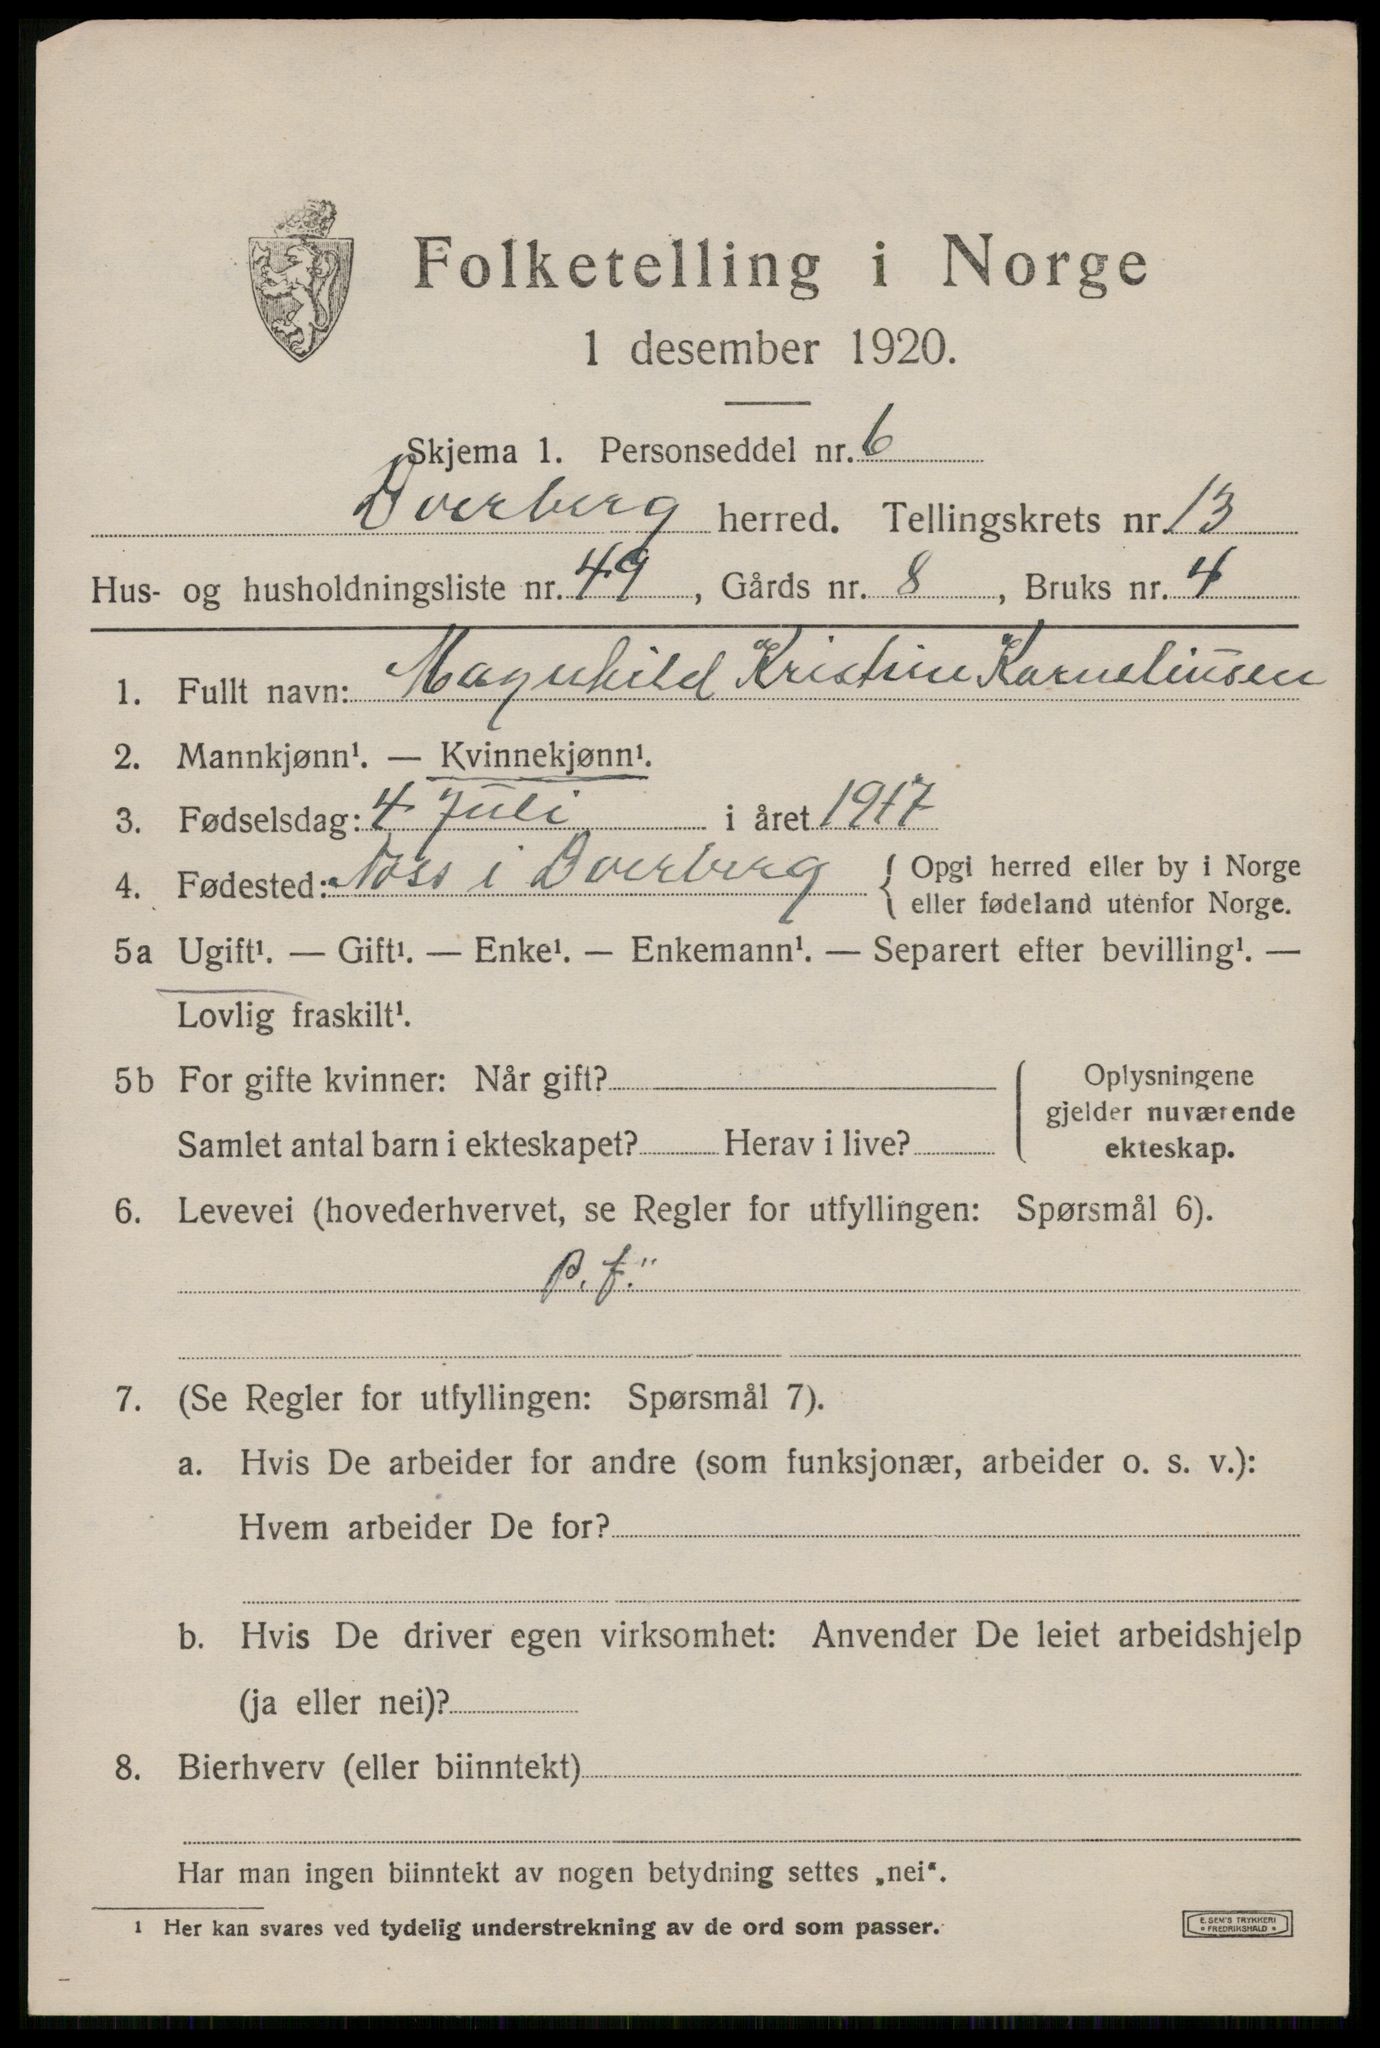 Folketelling i Norge
1 desember 1920.
Skjema 1. Personseddel nr. 6
Dverberg herred. Tellingskrets nr. 13
Hus- og husholdningsliste nr. 49, Gårds nr. 8, Bruks nr. 4
1. Fullt navn: Magnhild Kristine Korneliusen
2. Mannkjønn¹. — Kvinnekjønn¹.
3. Fødselsdag: 4 Juli i året 1917
4. Fødested: Nöss i Dverberg { Opgi herred eller by i Norge
eller fødeland utenfor Norge.
5a Ugift¹. — Gift¹. — Enke¹. — Enkemann¹. — Separert efter bevilling¹. —
Lovlig fraskilt¹.
5b For gifte kvinner: Når gift?
Samlet antal barn i ekteskapet? Herav i live?
Oplysningene
gjelder nuværende
ekteskap.
6. Levevei (hovederhvervet, se Regler for utfyllingen: Spørsmål 6).
p. f."
7. (Se Regler for utfyllingen: Spørsmål 7).
a. Hvis De arbeider for andre (som funksjonær, arbeider o. s. v.):
Hvem arbeider De for?
b. Hvis De driver egen virksomhet: Anvender De leiet arbeidshjelp
(ja eller nei)?
8. Bierhverv (eller biinntekt)
Har man ingen biinntekt av nogen betydning settes „nei“.
¹ Her kan svares ved tydelig understrekning av de ord som passer.
E. SEM'S TRYKKERI
* FREDRIKSHALD *